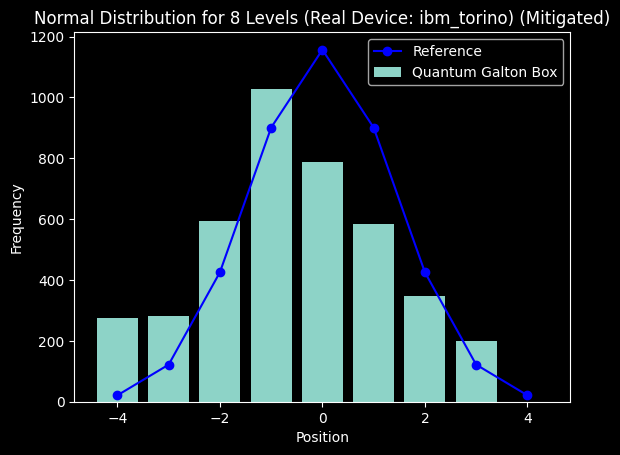 Normal Distribution for 8 Levels (Real Device: ibm_torino) (Mitigated)
Reference
Quantum Galton Box
1200
1000
800
600
400
200
0
Frequency
−4
−2
0
2
4
Position